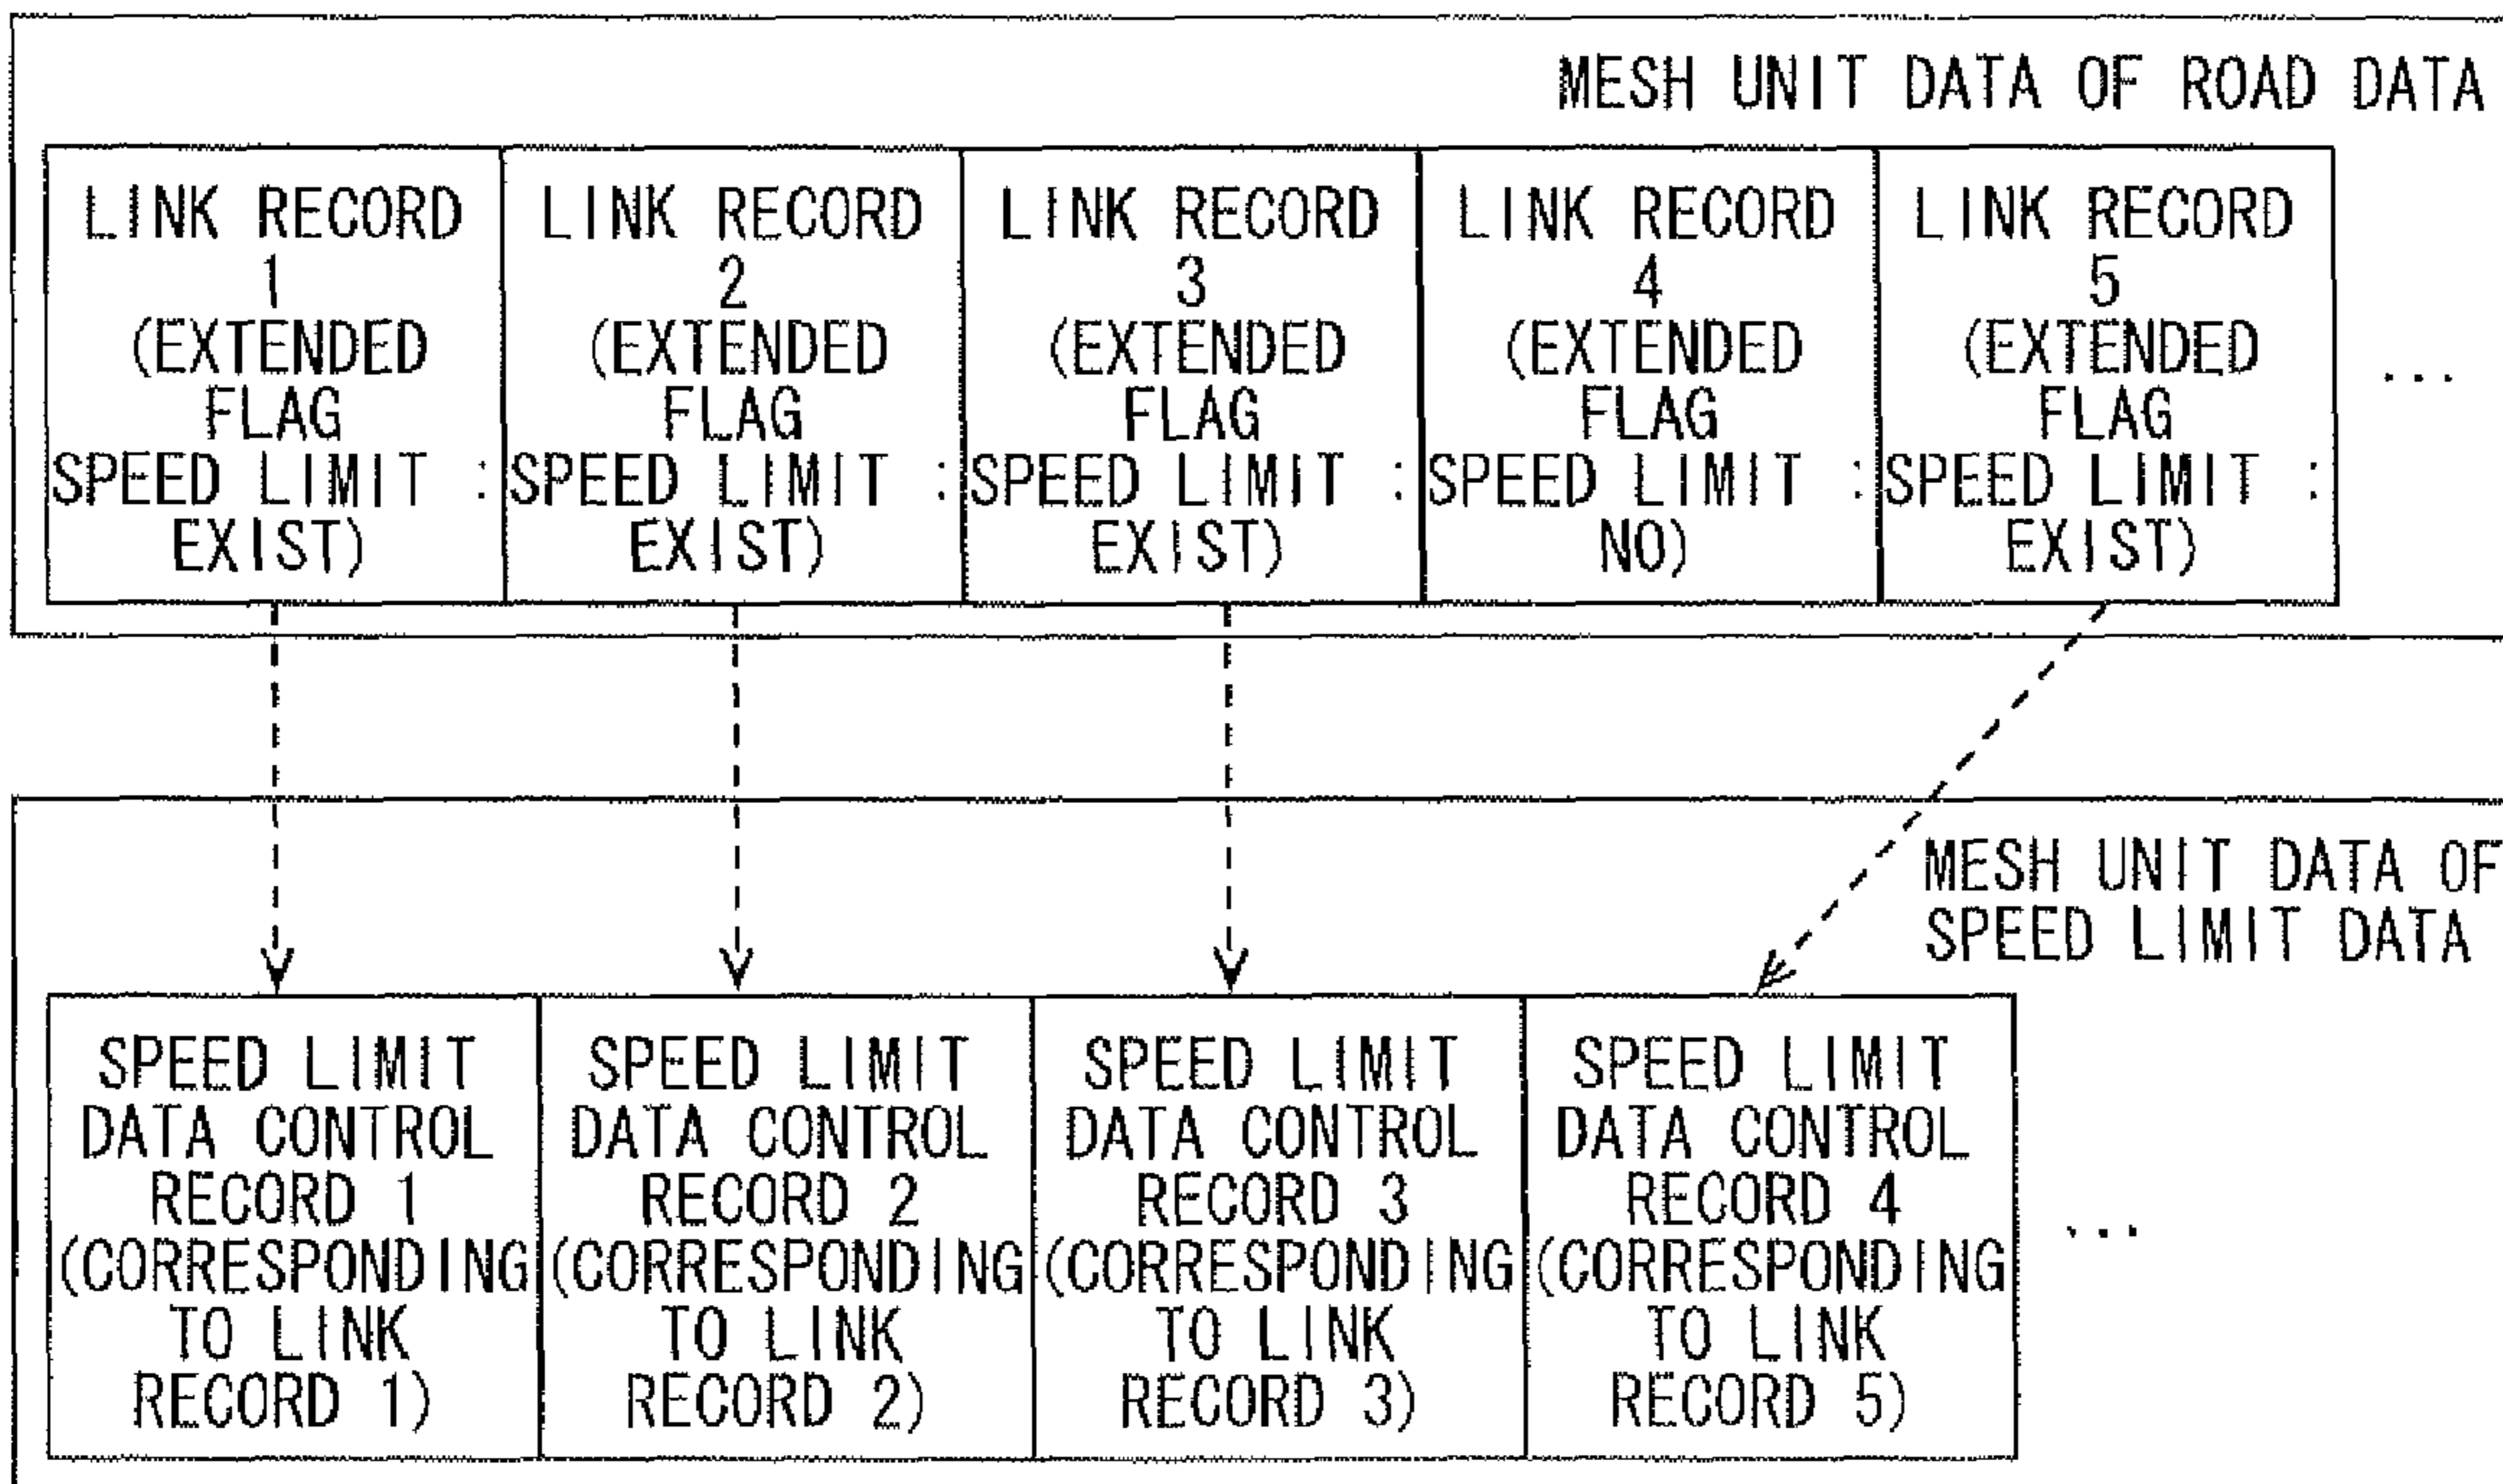 MESH UNIT DATA OF ROAD DATA
LINK RECORD
1
(EXTENDED
FLAG
SPEED LIMIT :
EXIST)
LINK RECORD
2
(EXTENDED
FLAG
SPEED LIMIT :
EXIST)
LINK RECORD
3
(EXTENDED
FLAG
SPEED LIMIT :
EXIST)
LINK RECORD
4
(EXTENDED
FLAG
SPEED LIMIT :
NO)
LINK RECORD
5
(EXTENDED
FLAG
SPEED LIMIT :
EXIST)
...
MESH UNIT DATA OF
SPEED LIMIT DATA
SPEED LIMIT
DATA CONTROL
RECORD 1
(CORRESPONDING
TO LINK
RECORD 1)
SPEED LIMIT
DATA CONTROL
RECORD 2
(CORRESPONDING
TO LINK
RECORD 2)
SPEED LIMIT
DATA CONTROL
RECORD 3
(CORRESPONDING
TO LINK
RECORD 3)
SPEED LIMIT
DATA CONTROL
RECORD 4
(CORRESPONDING
TO LINK
RECORD 5)
...